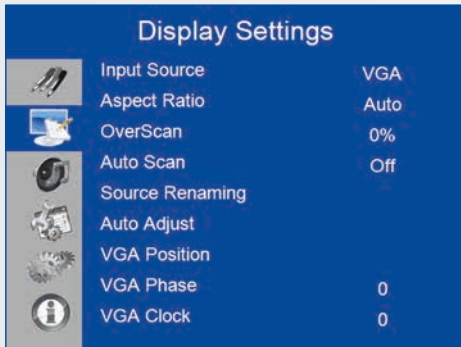 Display Settings
Input Source VGA
Aspect Ratio Auto
OverScan 0%
Auto Scan Off
Source Renaming
Auto Adjust
VGA Position
VGA Phase 0
VGA Clock 0